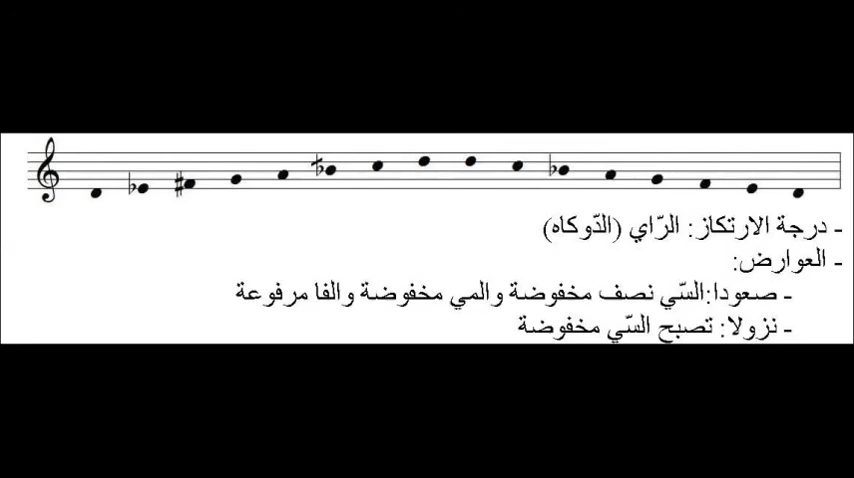 - درجة الارتكاز: الرّاي (الدّوكاه)
- العوارض:
- صعودا:السّي نصف مخفوضة والمي مخفوضة والفا مرفوعة
- نزولا: تصبح السّي مخفوضة